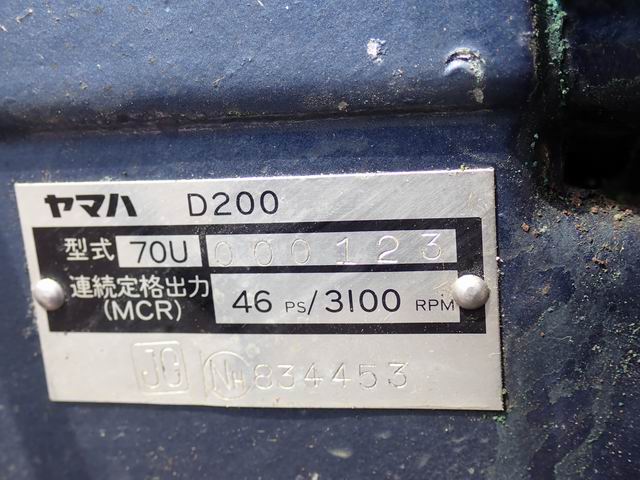 ヤマハ D200
型式 70U 000123
連続定格出力 46 PS/3100 RPM
(MCR)
JG NH 834453